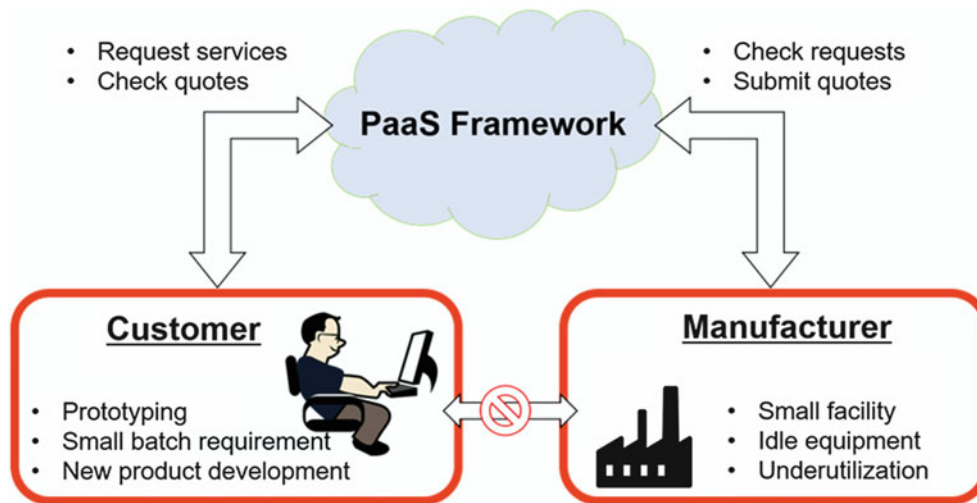 • Request services
• Check quotes
• Check requests
• Submit quotes
PaaS Framework
Customer
• Prototyping
• Small batch requirement
• New product development
Manufacturer
• Small facility
• Idle equipment
• Underutilization